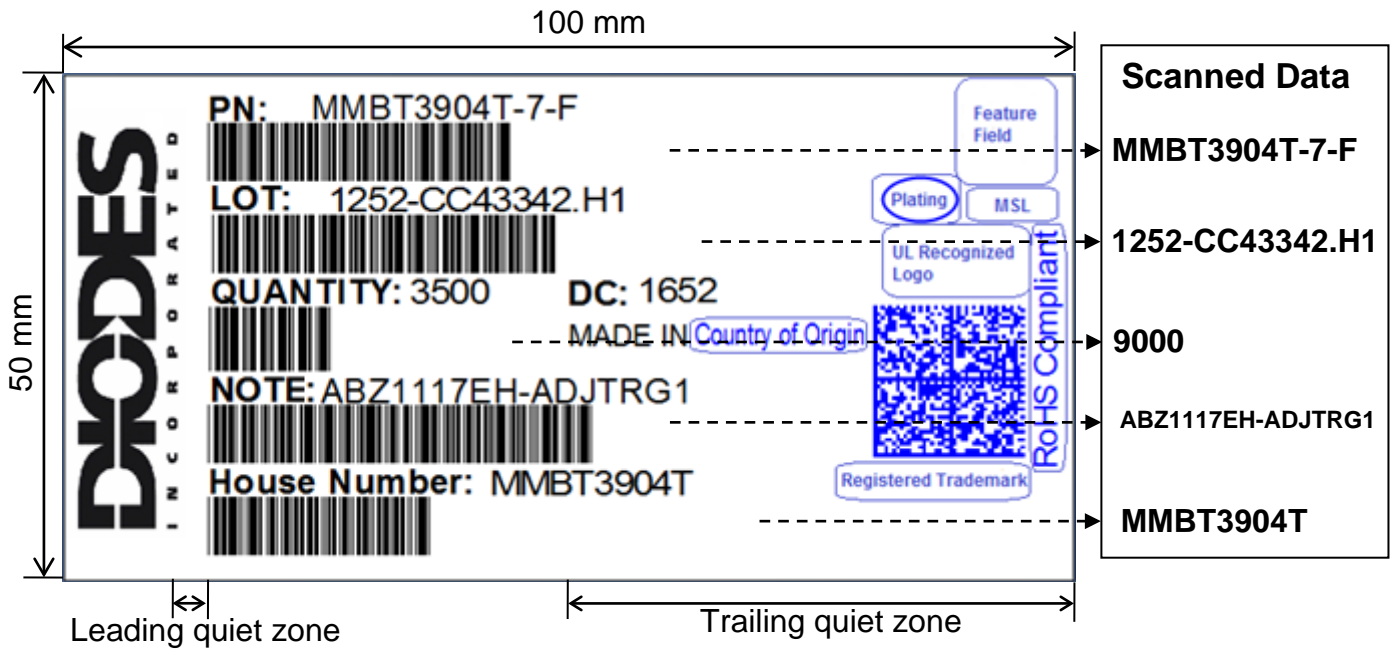 100 mm
50 mm
DIODES
INCORPORATED
PN: MMBT3904T-7-F
LOT: 1252-CC43342.H1
QUANTITY: 3500 DC: 1652
MADE IN Country of Origin
NOTE: ABZ1117EH-ADJTRG1
House Number: MMBT3904T
Feature
Field
Plating
MSL
UL Recognized
Logo
RoHS Compliant
Registered Trademark
Scanned Data
MMBT3904T-7-F
1252-CC43342.H1
9000
ABZ1117EH-ADJTRG1
MMBT3904T
Leading quiet zone
Trailing quiet zone